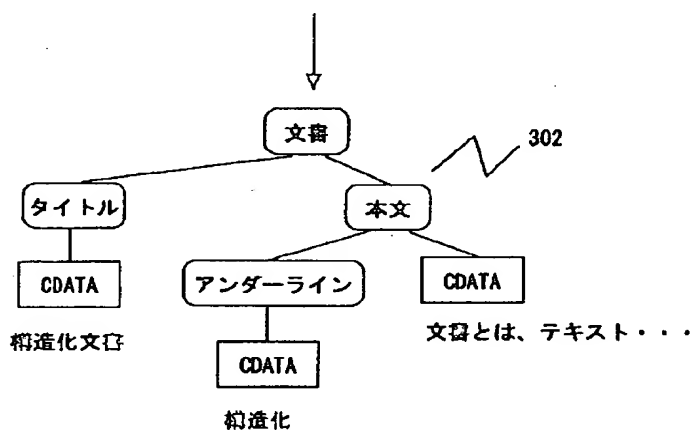 文書
302
タイトル
本文
CDATA
アンダーライン
CDATA
構造化文書
文書とは、テキスト・・・
CDATA
構造化